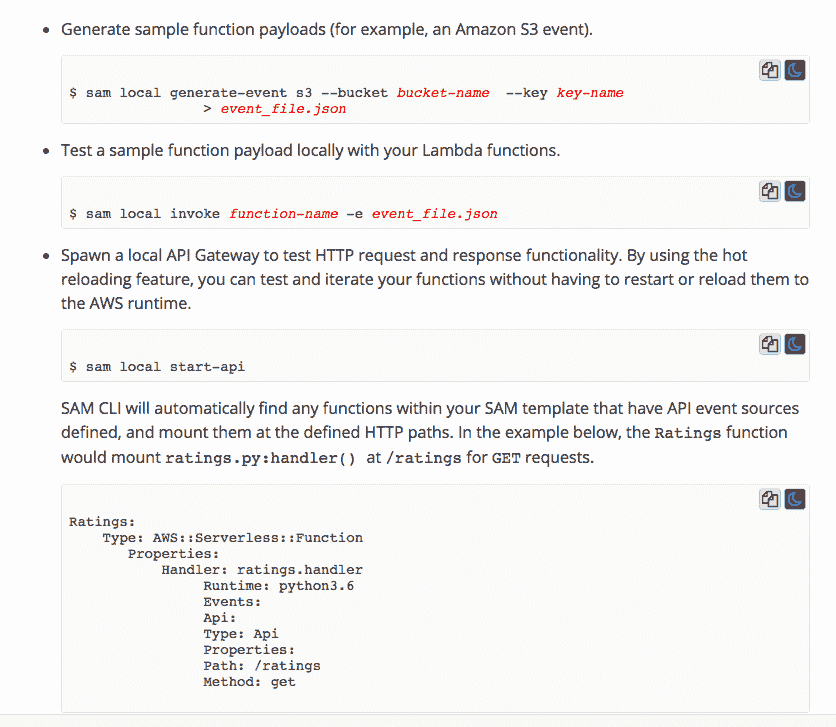 Generate sample function payloads (for example, an Amazon S3 event).
$ sam local generate-event s3 --bucket bucket-name  --key key-name
                > event_file.json
Test a sample function payload locally with your Lambda functions.
$ sam local invoke function-name -e event_file.json
Spawn a local API Gateway to test HTTP request and response functionality. By using the hot
reloading feature, you can test and iterate your functions without having to restart or reload them to
the AWS runtime.
$ sam local start-api
SAM CLI will automatically find any functions within your SAM template that have API event sources
defined, and mount them at the defined HTTP paths. In the example below, the Ratings function
would mount ratings.py:handler() at /ratings for GET requests.
Ratings:
    Type: AWS::Serverless::Function
       Properties:
           Handler: ratings.handler
                Runtime: python3.6
                Events:
                Api:
                Type: Api
                Properties:
                Path: /ratings
                Method: get